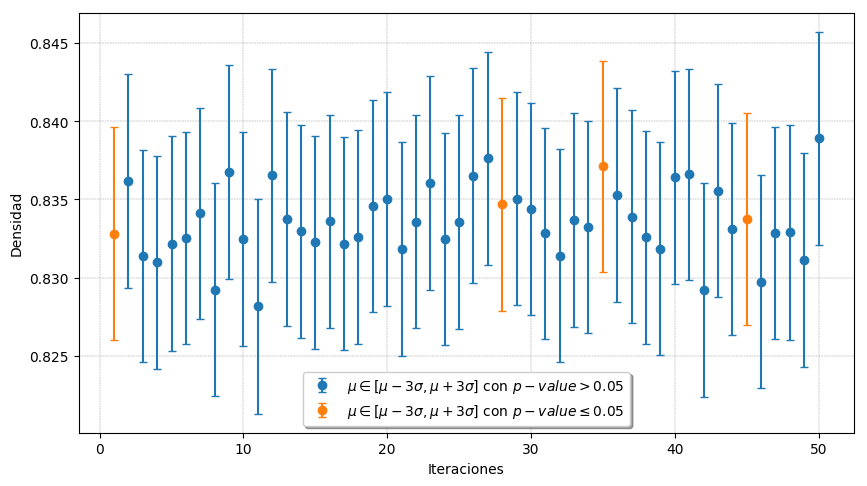 0.845
0.840
0.835
0.830
0.825
Densidad
0 10 20 30 40 50
Iteraciones
μ ∈ [μ − 3σ, μ + 3σ] con p − value > 0.05
μ ∈ [μ − 3σ, μ + 3σ] con p − value ≤ 0.05